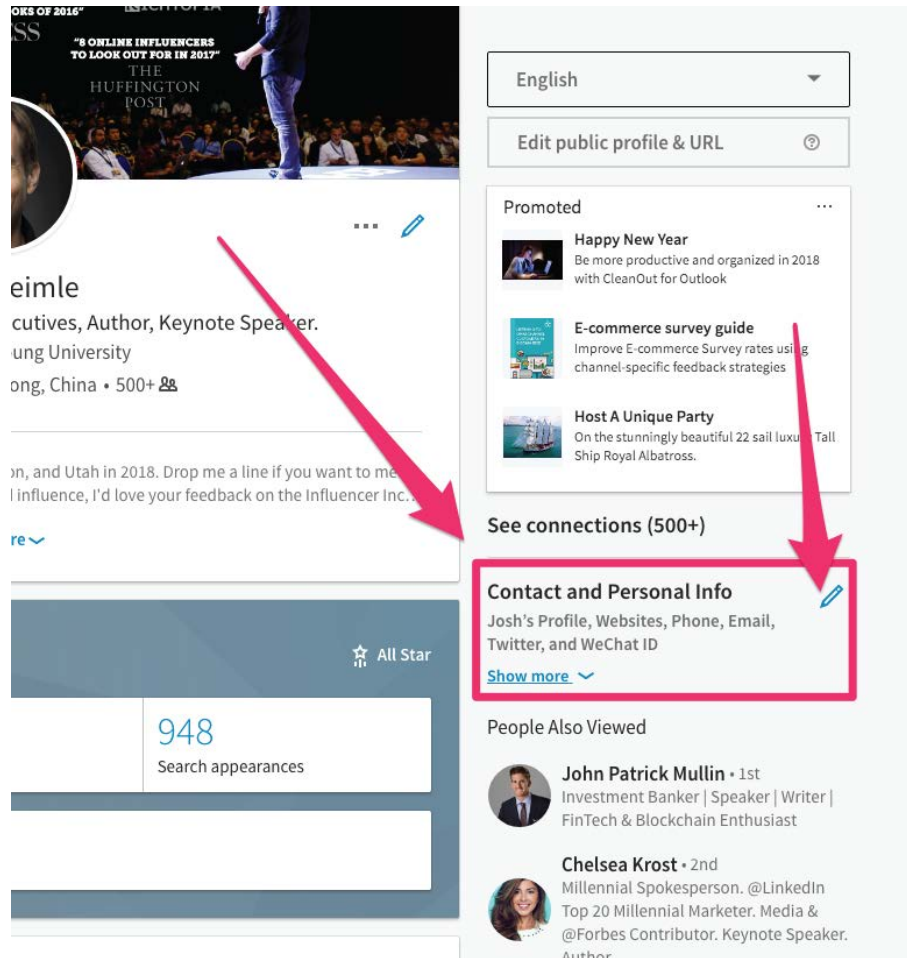 OKS OF 2016"
SS
"8 ONLINE INFLUENCERS
TO LOOK OUT FOR IN 2017"
THE
HUFFINGTON
POST
eimle
cutives, Author, Keynote Speaker.
ung University
ong, China • 500+
on, and Utah in 2018. Drop me a line if you want to me
l influence, I'd love your feedback on the Influencer Inc…
re
All Star
948
Search appearances
English
Edit public profile & URL
Promoted
Happy New Year
Be more productive and organized in 2018
with CleanOut for Outlook
E-commerce survey guide
Improve E-commerce Survey rates using
channel-specific feedback strategies
Host A Unique Party
On the stunningly beautiful 22 sail luxury Tall
Ship Royal Albatross.
See connections (500+)
Contact and Personal Info
Josh's Profile, Websites, Phone, Email,
Twitter, and WeChat ID
Show more
People Also Viewed
John Patrick Mullin • 1st
Investment Banker | Speaker | Writer |
FinTech & Blockchain Enthusiast
Chelsea Krost • 2nd
Millennial Spokesperson. @LinkedIn
Top 20 Millennial Marketer. Media &
@Forbes Contributor. Keynote Speaker.
Author